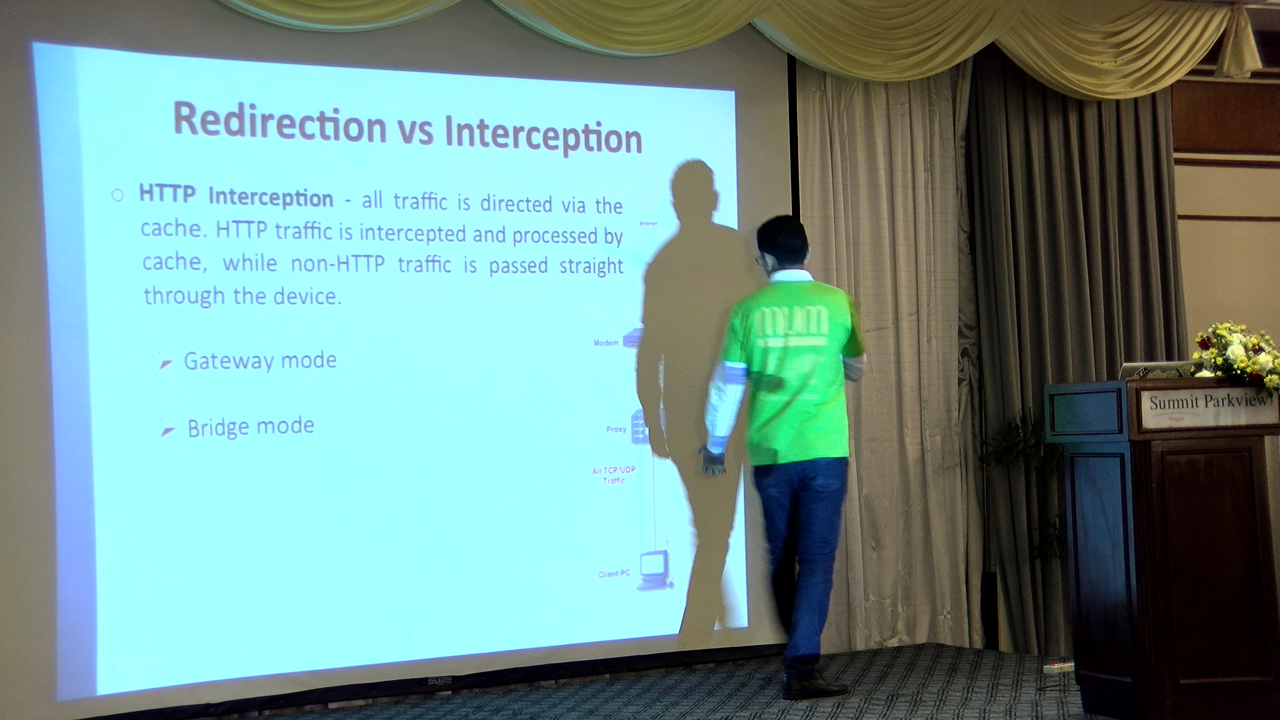 Redirection vs Interception
HTTP Interception - all traffic is directed via the
cache. HTTP traffic is intercepted and processed by
cache, while non-HTTP traffic is passed straight
through the device.
Gateway mode
Bridge mode
Modem
Proxy
All TCP/UDP
Traffic
Client PC
mum
Summit Parkview